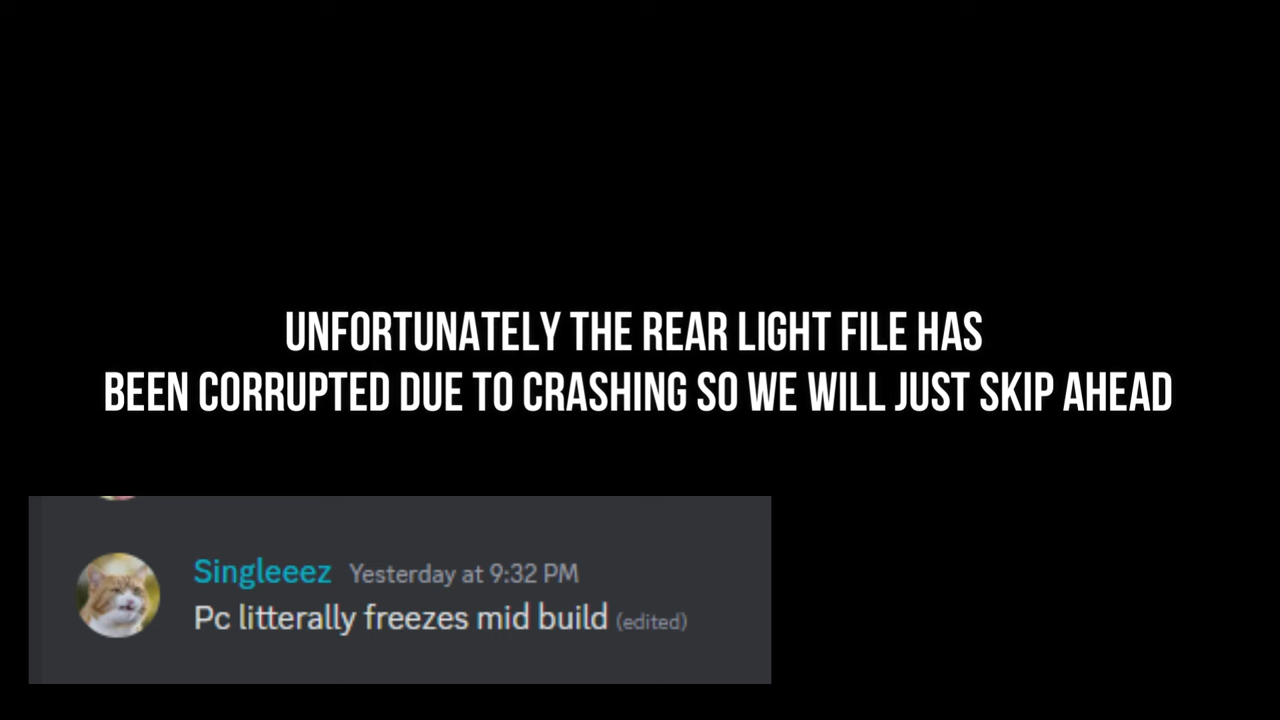 UNFORTUNATELY THE REAR LIGHT FILE HAS
BEEN CORRUPTED DUE TO CRASHING SO WE WILL JUST SKIP AHEAD
Singleeez Yesterday at 9:32 PM
Pc litterally freezes mid build (edited)